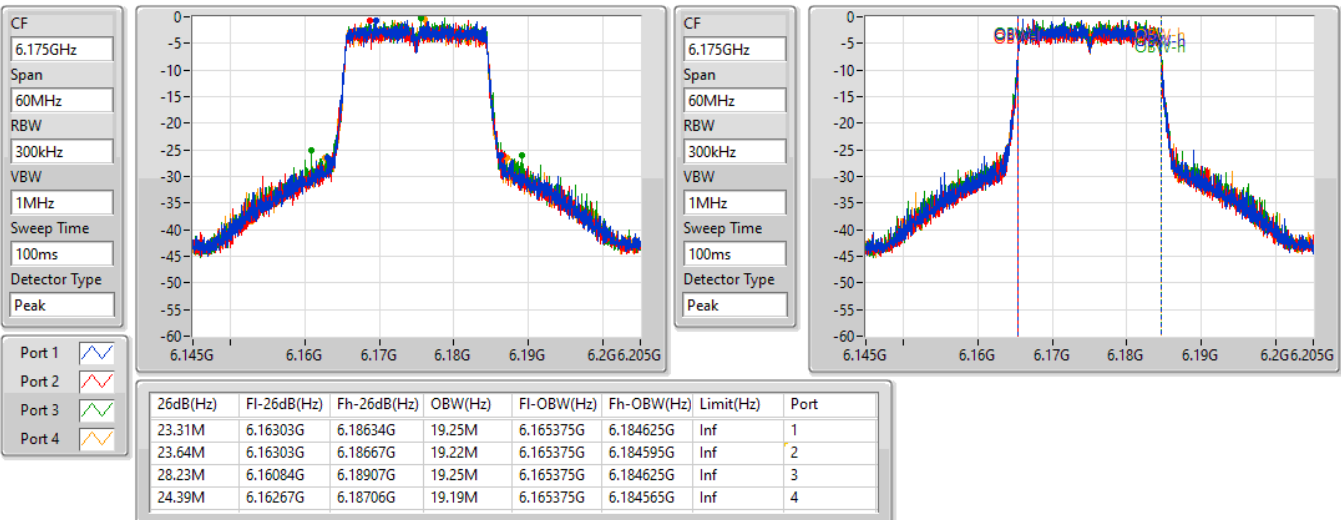 CF
6.175GHz
Span
60MHz
RBW
300kHz
VBW
1MHz
Sweep Time
100ms
Detector Type
Peak
0
-5
-10
-15
-20
-25
-30
-35
-40
-45
-50
-55
-60
6.145G 6.16G 6.17G 6.18G 6.19G 6.2G 6.205G
CF
6.175GHz
Span
60MHz
RBW
300kHz
VBW
1MHz
Sweep Time
100ms
Detector Type
Peak
0
-5
-10
-15
-20
-25
-30
-35
-40
-45
-50
-55
-60
OBW-h
6.145G 6.16G 6.17G 6.18G 6.19G 6.2G 6.205G
Port 1
Port 2
Port 3
Port 4
26dB(Hz) Fl-26dB(Hz) Fh-26dB(Hz) OBW(Hz) Fl-OBW(Hz) Fh-OBW(Hz) Limit(Hz) Port
23.31M 6.16303G 6.18634G 19.25M 6.165375G 6.184625G Inf 1
23.64M 6.16303G 6.18667G 19.22M 6.165375G 6.184595G Inf 2
28.23M 6.16084G 6.18907G 19.25M 6.165375G 6.184625G Inf 3
24.39M 6.16267G 6.18706G 19.19M 6.165375G 6.184565G Inf 4